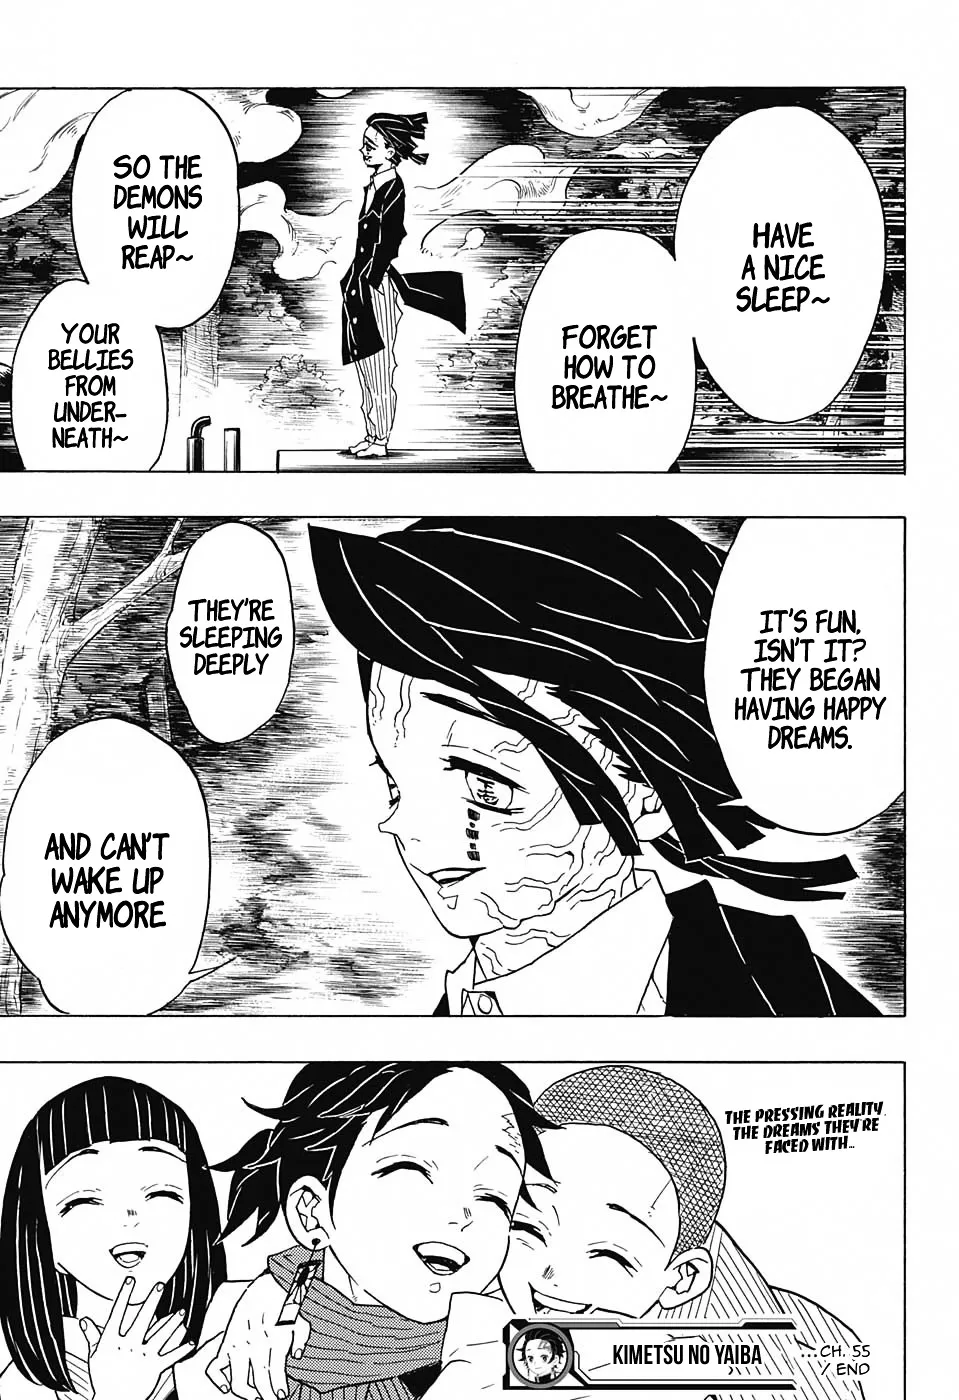 HAVE
A NICE
SLEEP~
FORGET
HOW TO
BREATHE~
SO THE
DEMONS
WILL
REAP~
YOUR
BELLIES
FROM
UNDER-
NEATH~
IT'S FUN,
ISN'T IT?
THEY BEGAN
HAVING HAPPY
DREAMS.
THEY'RE
SLEEPING
DEEPLY
AND CAN'T
WAKE UP
ANYMORE
THE PRESSING REALITY.
THE DREAMS THEY'RE
FACED WITH...
KIMETSU NO YAIBA
...CH. 55
/ END